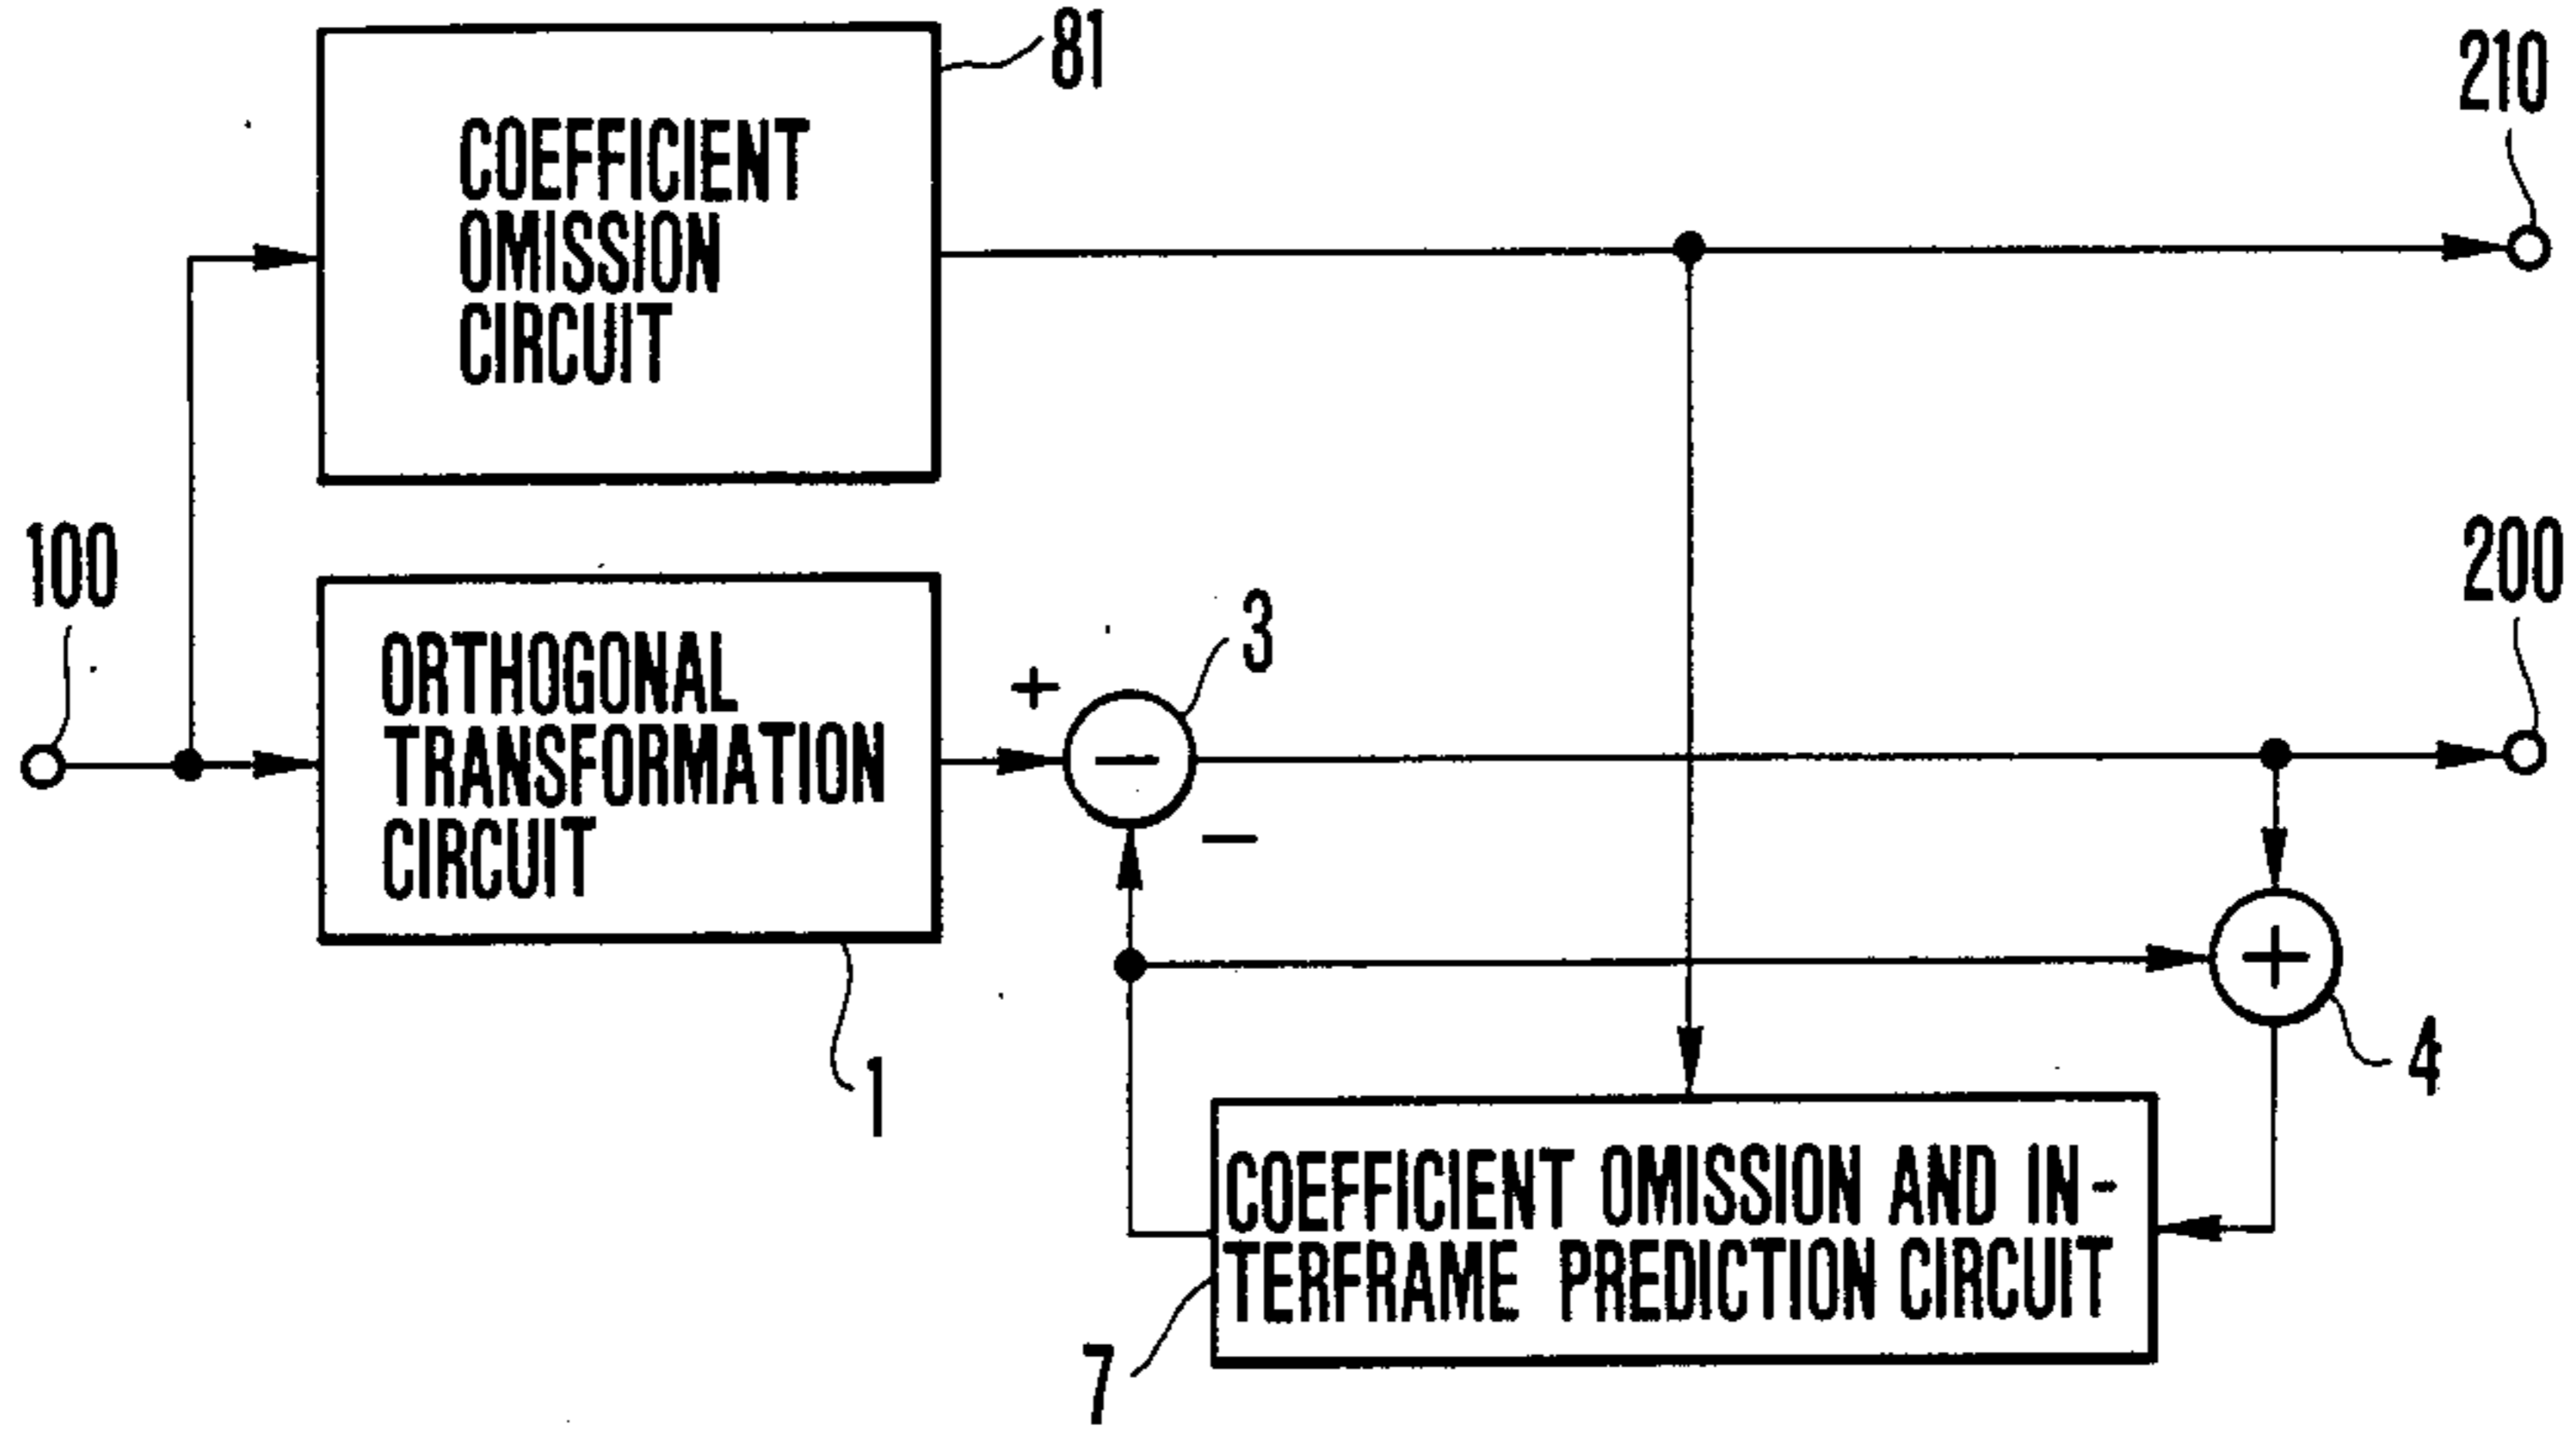 81
210
COEFFICIENT
OMISSION
CIRCUIT
100
200
ORTHOGONAL
TRANSFORMATION
CIRCUIT
+
3
−
−
+
4
1
COEFFICIENT OMISSION AND IN-
TERFRAME PREDICTION CIRCUIT
7